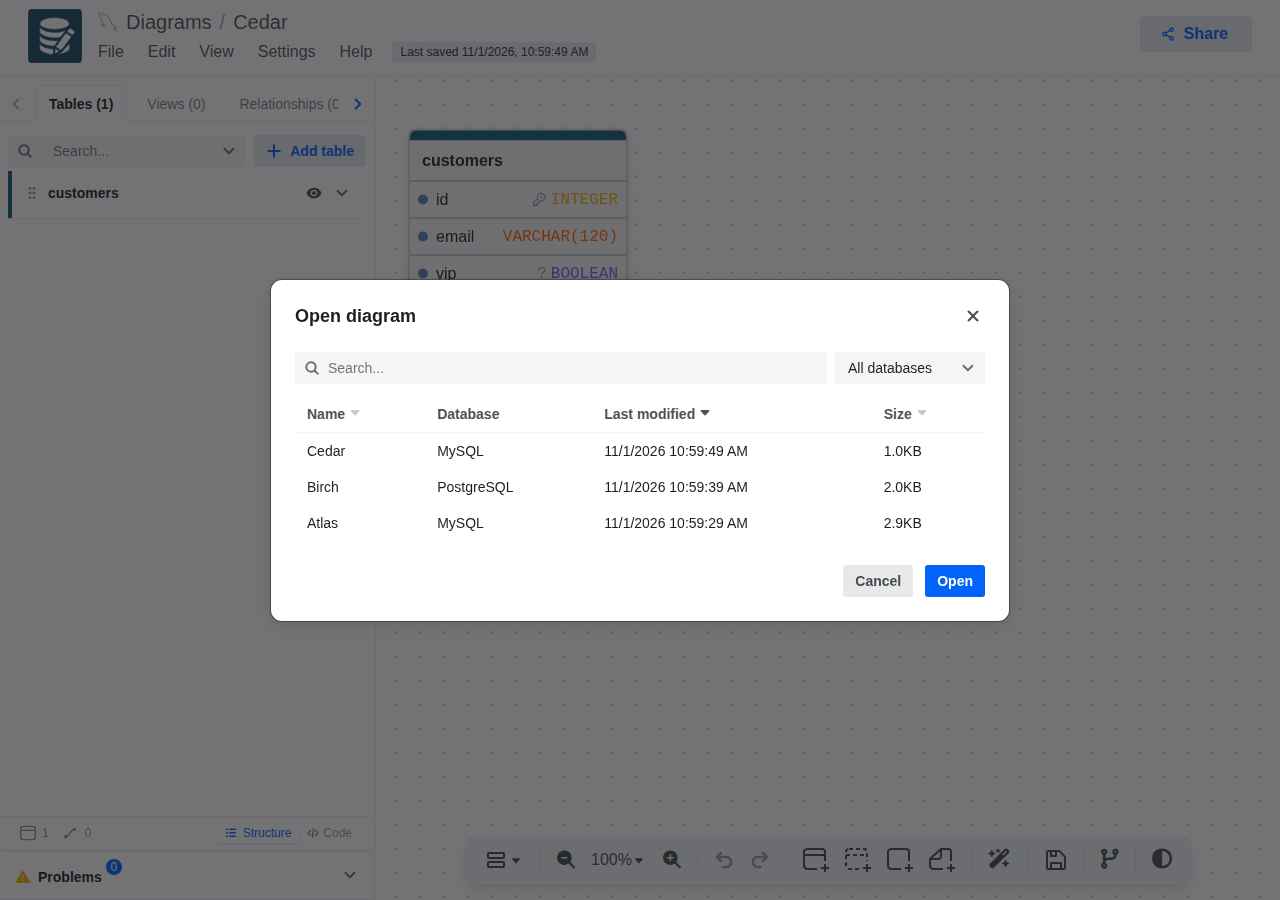 Diagrams / Cedar
File Edit View Settings Help Last saved 11/1/2026, 10:59:49 AM
Share
Tables (1) Views (0) Relationships (0
Search... Add table
customers
customers
id INTEGER
email VARCHAR(120)
vip ? BOOLEAN
Open diagram
Search... All databases
Name Database Last modified Size
Cedar MySQL 11/1/2026 10:59:49 AM 1.0KB
Birch PostgreSQL 11/1/2026 10:59:39 AM 2.0KB
Atlas MySQL 11/1/2026 10:59:29 AM 2.9KB
Cancel Open
1 0 Structure Code
Problems 0
100%